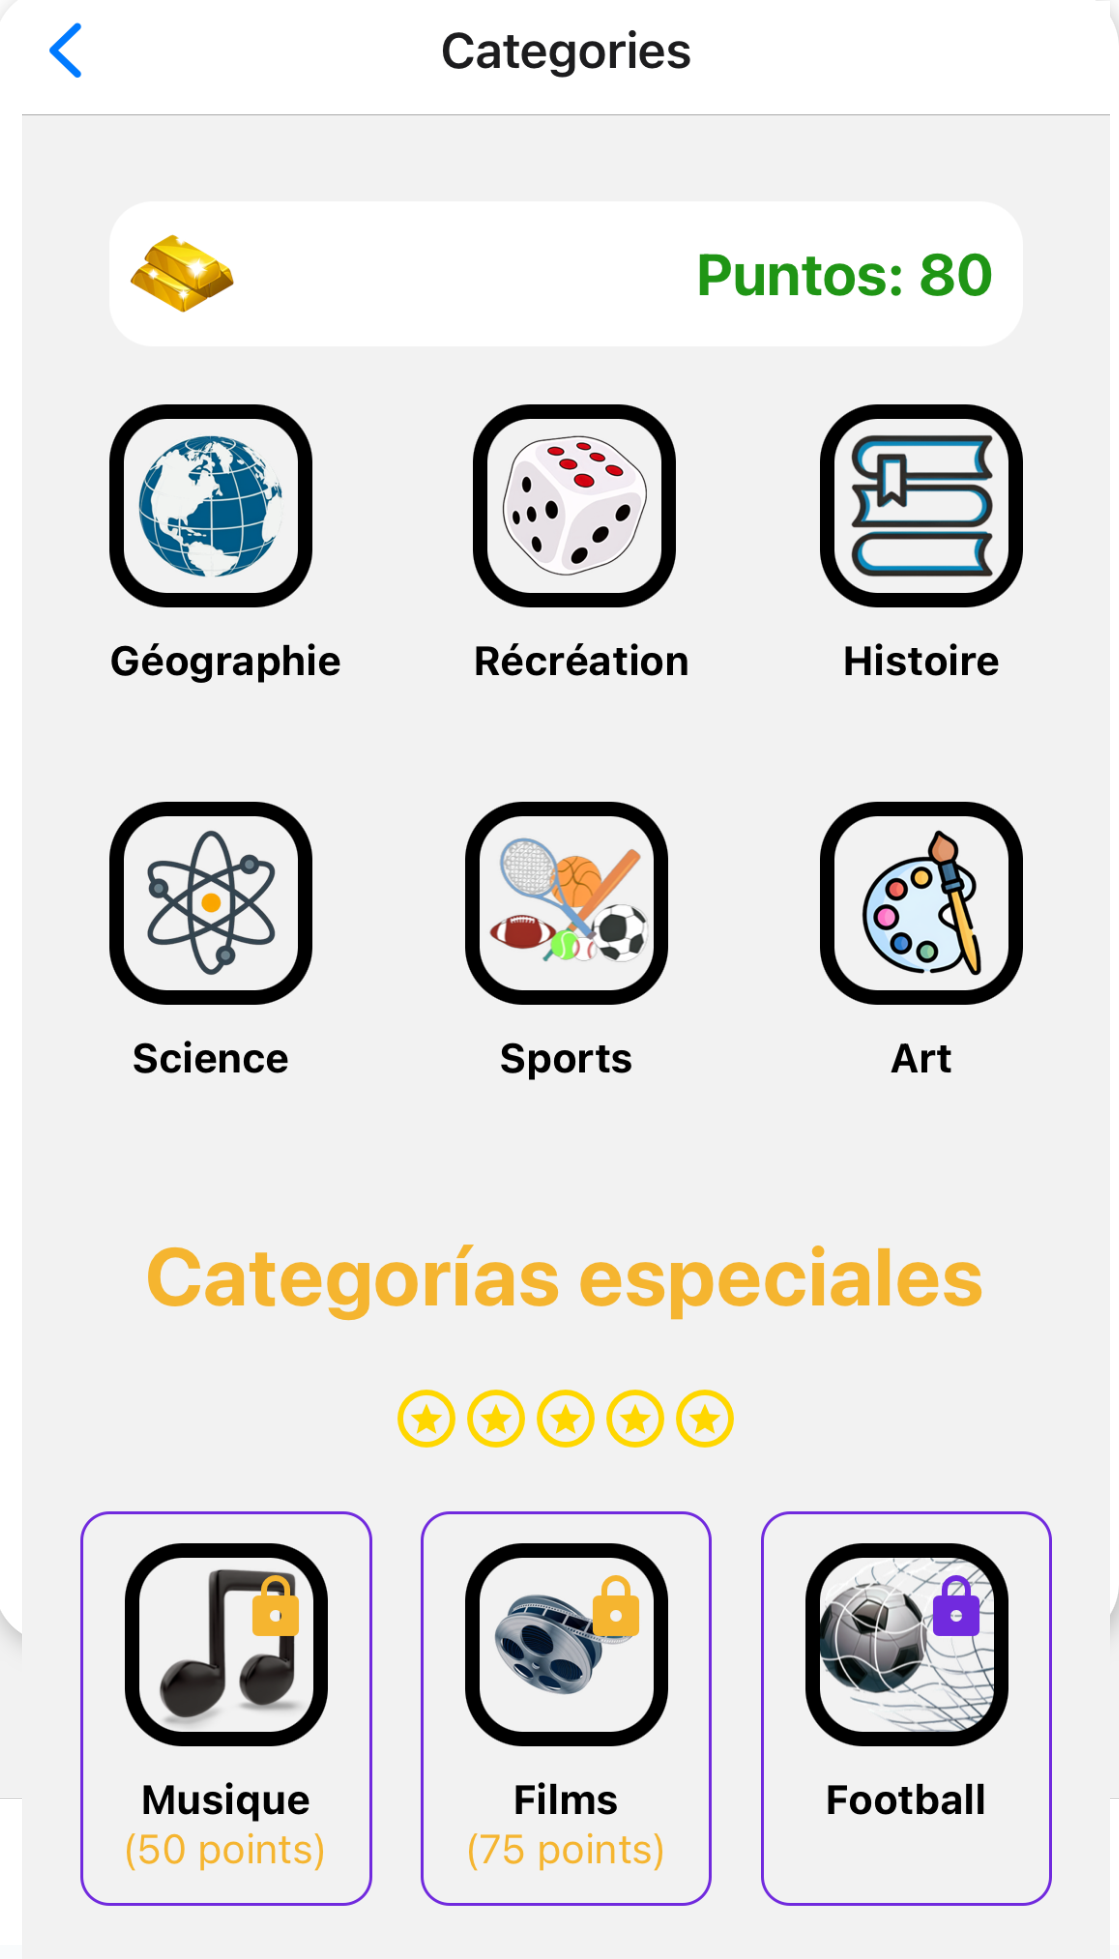 Categories
Puntos: 80
Géographie
Récréation
Histoire
Science
Sports
Art
Categorías especiales
Musique
(50 points)
Films
(75 points)
Football